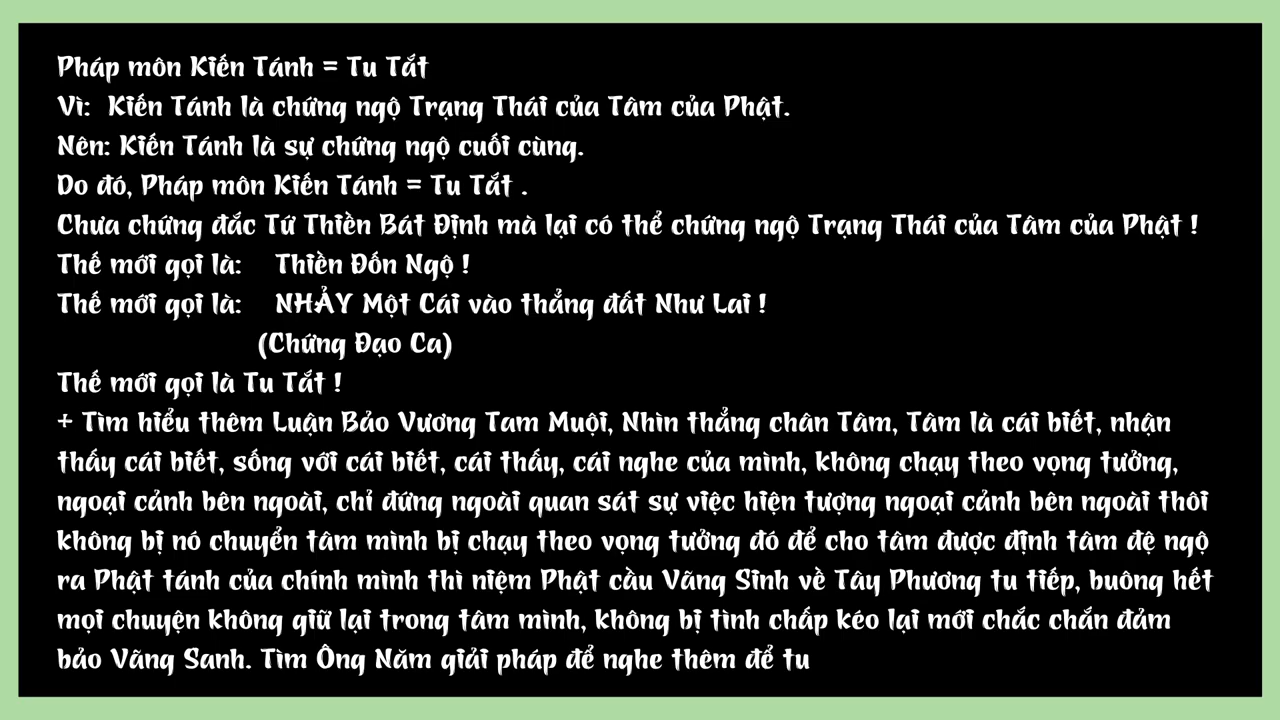 Pháp môn Kiến Tánh = Tu Tắt
Vì: Kiến Tánh là chứng ngộ Trạng Thái của Tâm của Phật.
Nên: Kiến Tánh là sự chứng ngộ cuối cùng.
Do đó, Pháp môn Kiến Tánh = Tu Tắt .
Chưa chứng đắc Tứ Thiền Bát Định mà lại có thể chứng ngộ Trạng Thái của Tâm của Phật !
Thế mới gọi là: Thiền Đốn Ngộ !
Thế mới gọi là: NHẢY Một Cái vào thẳng đất Như Lai !
(Chứng Đạo Ca)
Thế mới gọi là Tu Tắt !
+ Tìm hiểu thêm Luận Bảo Vương Tam Muội, Nhìn thẳng chân Tâm, Tâm là cái biết, nhận
thấy cái biết, sống với cái biết, cái thấy, cái nghe của mình, không chạy theo vọng tưởng,
ngoại cảnh bên ngoài, chỉ đứng ngoài quan sát sự việc hiện tượng ngoại cảnh bên ngoài thôi
không bị nó chuyển tâm mình bị chạy theo vọng tưởng đó để cho tâm được định tâm đệ ngộ
ra Phật tánh của chính mình thì niệm Phật cầu Vãng Sinh về Tây Phương tu tiếp, buông hết
mọi chuyện không giữ lại trong tâm mình, không bị tình chấp kéo lại mới chắc chắn đảm
bảo Vãng Sanh. Tìm Ông Năm giải pháp để nghe thêm để tu